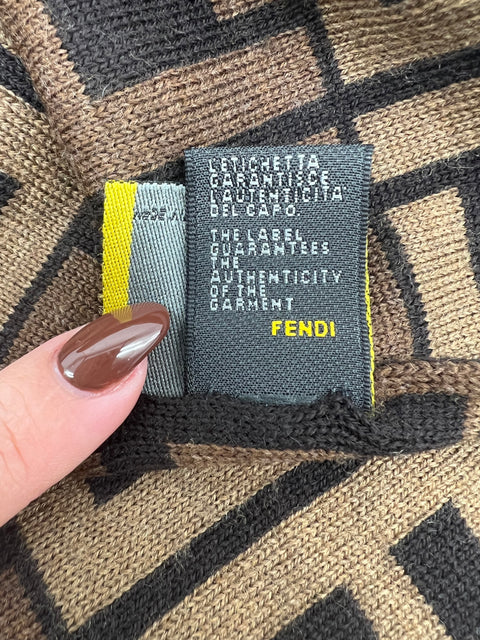 L'ETICHETTA
GARANTISCE
L'AUTENTICITA
DEL CAPO.
THE LABEL
GUARANTEES
THE
AUTHENTICITY
OF THE
GARMENT
FENDI